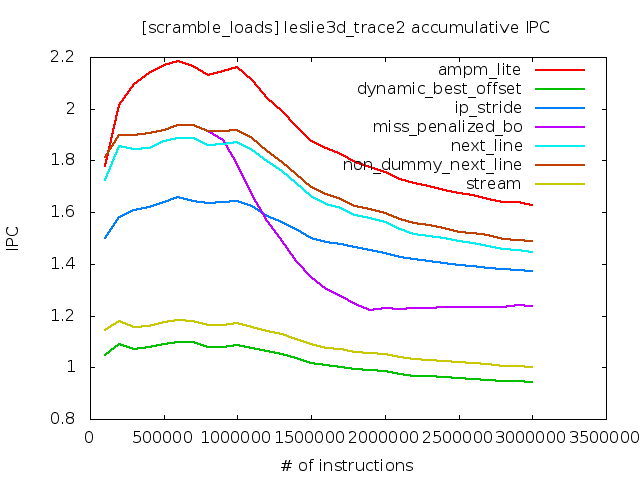 [scramble_loads] leslie3d_trace2 accumulative IPC
2.2
2
1.8
1.6
1.4
1.2
1
0.8
IPC
ampm_lite
dynamic_best_offset
ip_stride
miss_penalized_bo
next_line
non_dummy_next_line
stream
0 500000 1000000 1500000 2000000 2500000 3000000 3500000
# of instructions